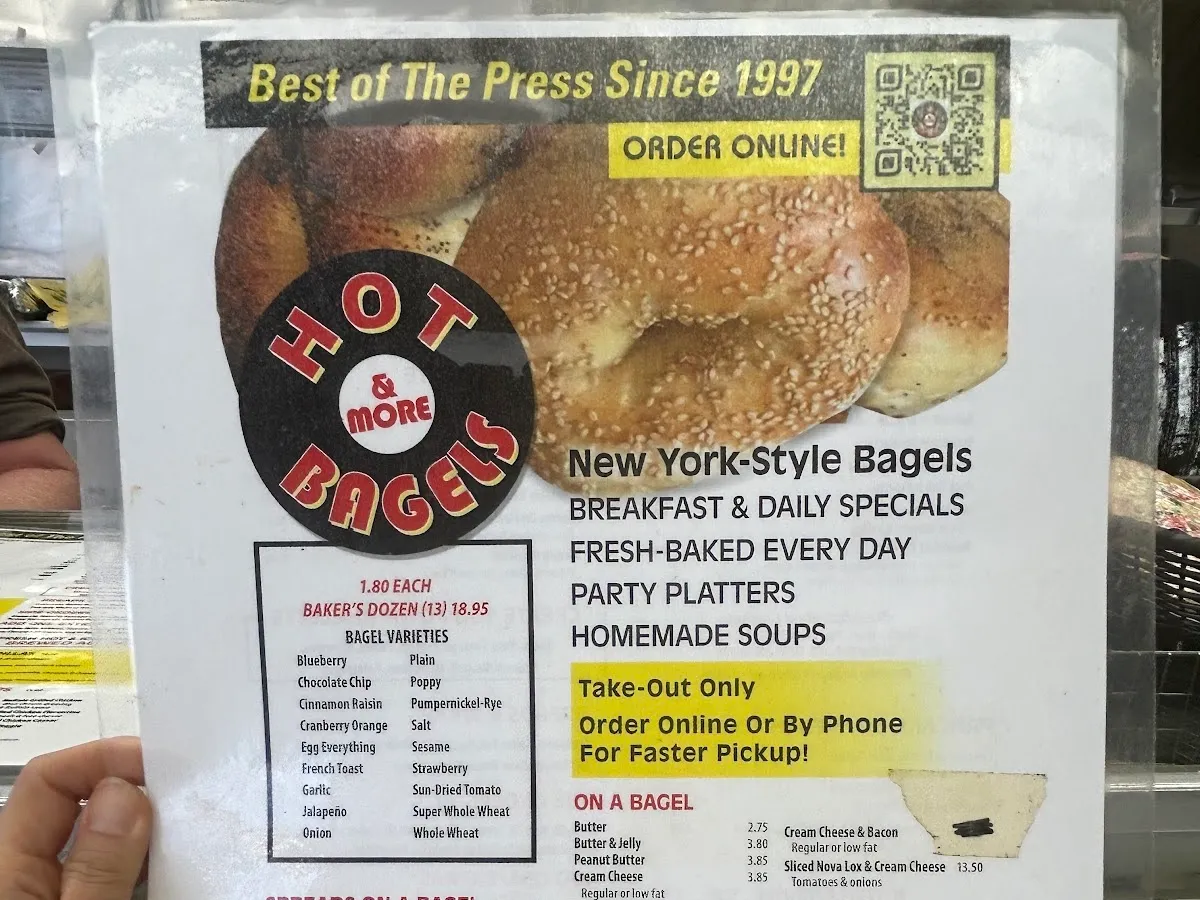 Best of The Press Since 1997
ORDER ONLINE!
HOT
&
MORE
BAGELS
New York-Style Bagels
BREAKFAST & DAILY SPECIALS
FRESH-BAKED EVERY DAY
PARTY PLATTERS
HOMEMADE SOUPS
Take-Out Only
Order Online Or By Phone
For Faster Pickup!
1.80 EACH
BAKER'S DOZEN (13) 18.95
BAGEL VARIETIES
Blueberry
Chocolate Chip
Cinnamon Raisin
Cranberry Orange
Egg Everything
French Toast
Garlic
Jalapeño
Onion
Plain
Poppy
Pumpernickel-Rye
Salt
Sesame
Strawberry
Sun-Dried Tomato
Super Whole Wheat
Whole Wheat
ON A BAGEL
Butter 2.75
Butter & Jelly 3.80
Peanut Butter 3.85
Cream Cheese 3.85
Regular or low fat
Cream Cheese & Bacon
Regular or low fat
Sliced Nova Lox & Cream Cheese 13.50
Tomatoes & onions